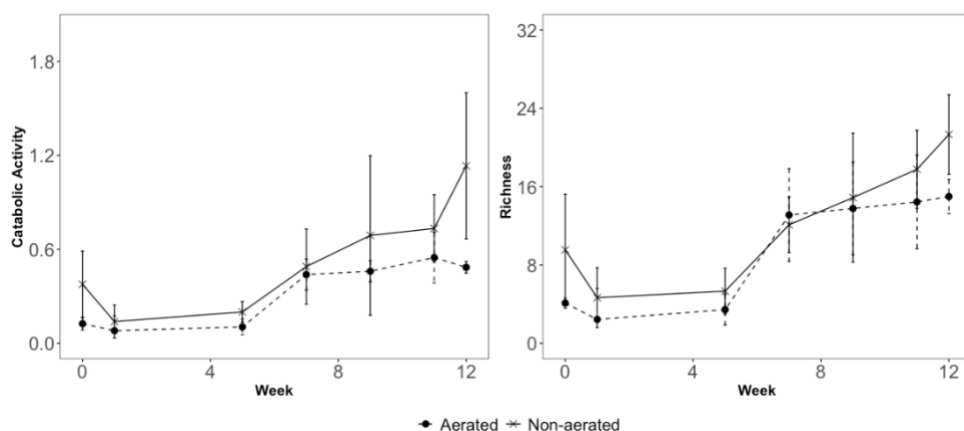 Catabolic Activity
1.8
1.2
0.6
0.0
0 4 8 12
Week
Richness
32
24
16
8
0
0 4 8 12
Week
Aerated Non-aerated